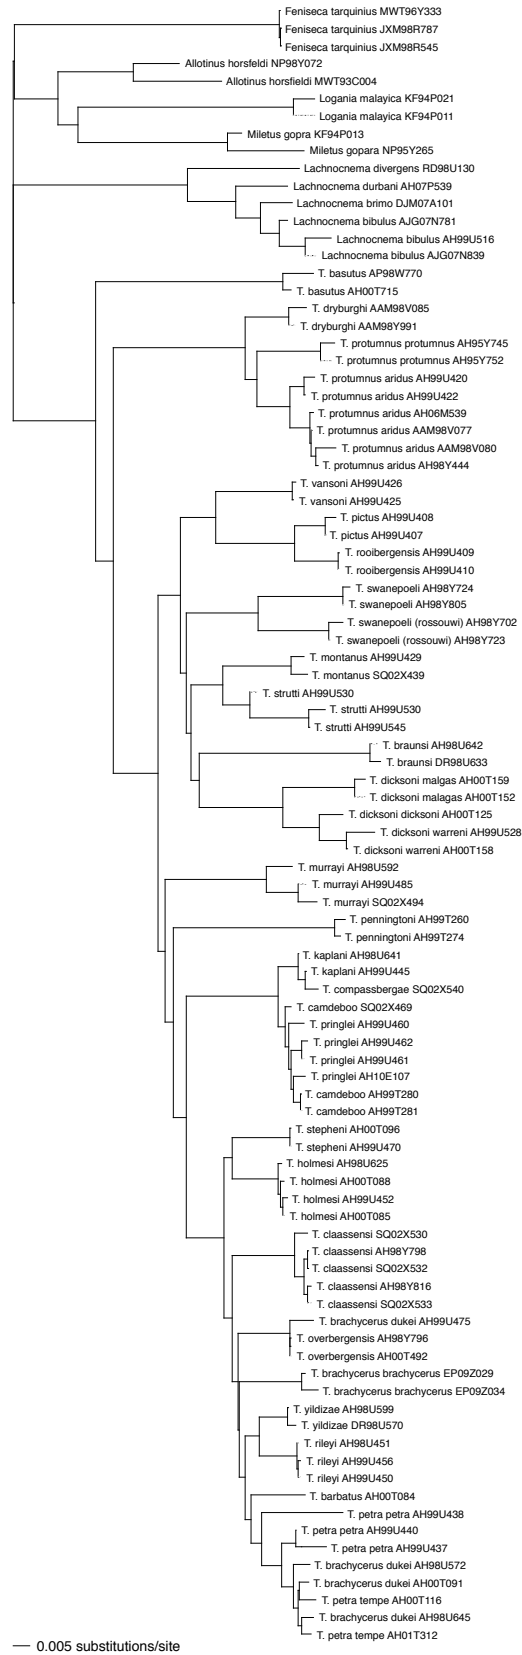 Feniseca tarquinius MWT96Y333
Feniseca tarquinius JXM98R787
Feniseca tarquinius JXM98R545
Allotinus horsfeldi NP98Y072
Allotinus horsfieldi MWT93C004
Logania malayica KF94P021
Logania malayica KF94P011
Miletus gopra KF94P013
Miletus gopara NP95Y265
Lachnocnema divergens RD98U130
Lachnocnema durbani AH07P539
Lachnocnema brimo DJM07A101
Lachnocnema bibulus AJG07N781
Lachnocnema bibulus AH99U516
Lachnocnema bibulus AJG07N839
T. basutus AP98W770
T. basutus AH00T715
T. dryburghi AAM98V085
T. dryburghi AAM98Y991
T. protumnus protumnus AH95Y745
T. protumnus protumnus AH95Y752
T. protumnus aridus AH99U420
T. protumnus aridus AH99U422
T. protumnus aridus AH06M539
T. protumnus aridus AAM98V077
T. protumnus aridus AAM98V080
T. protumnus aridus AH98Y444
T. vansoni AH99U426
T. vansoni AH99U425
T. pictus AH99U408
T. pictus AH99U407
T. rooibergensis AH99U409
T. rooibergensis AH99U410
T. swanepoeli AH98Y724
T. swanepoeli AH98Y805
T. swanepoeli (rossouwi) AH98Y702
T. swanepoeli (rossouwi) AH98Y723
T. montanus AH99U429
T. montanus SQ02X439
T. strutti AH99U530
T. strutti AH99U530
T. strutti AH99U545
T. braunsi AH98U642
T. braunsi DR98U633
T. dicksoni malgas AH00T159
T. dicksoni malagas AH00T152
T. dicksoni dicksoni AH00T125
T. dicksoni warreni AH99U528
T. dicksoni warreni AH00T158
T. murrayi AH98U592
T. murrayi AH99U485
T. murrayi SQ02X494
T. penningtoni AH99T260
T. penningtoni AH99T274
T. kaplani AH98U641
T. kaplani AH99U445
T. compassbergae SQ02X540
T. camdeboo SQ02X469
T. pringlei AH99U460
T. pringlei AH99U462
T. pringlei AH99U461
T. pringlei AH10E107
T. camdeboo AH99T280
T. camdeboo AH99T281
T. stepheni AH00T096
T. stepheni AH99U470
T. holmesi AH98U625
T. holmesi AH00T088
T. holmesi AH99U452
T. holmesi AH00T085
T. claassensi SQ02X530
T. claassensi AH98Y798
T. claassensi SQ02X532
T. claassensi AH98Y816
T. claassensi SQ02X533
T. brachycerus dukei AH99U475
T. overbergensis AH98Y796
T. overbergensis AH00T492
T. brachycerus brachycerus EP09Z029
T. brachycerus brachycerus EP09Z034
T. yildizae AH98U599
T. yildizae DR98U570
T. rileyi AH98U451
T. rileyi AH99U456
T. rileyi AH99U450
T. barbatus AH00T084
T. petra petra AH99U438
T. petra petra AH99U440
T. petra petra AH99U437
T. brachycerus dukei AH98U572
T. brachycerus dukei AH00T091
T. petra tempe AH00T116
T. brachycerus dukei AH98U645
T. petra tempe AH01T312
0.005 substitutions/site